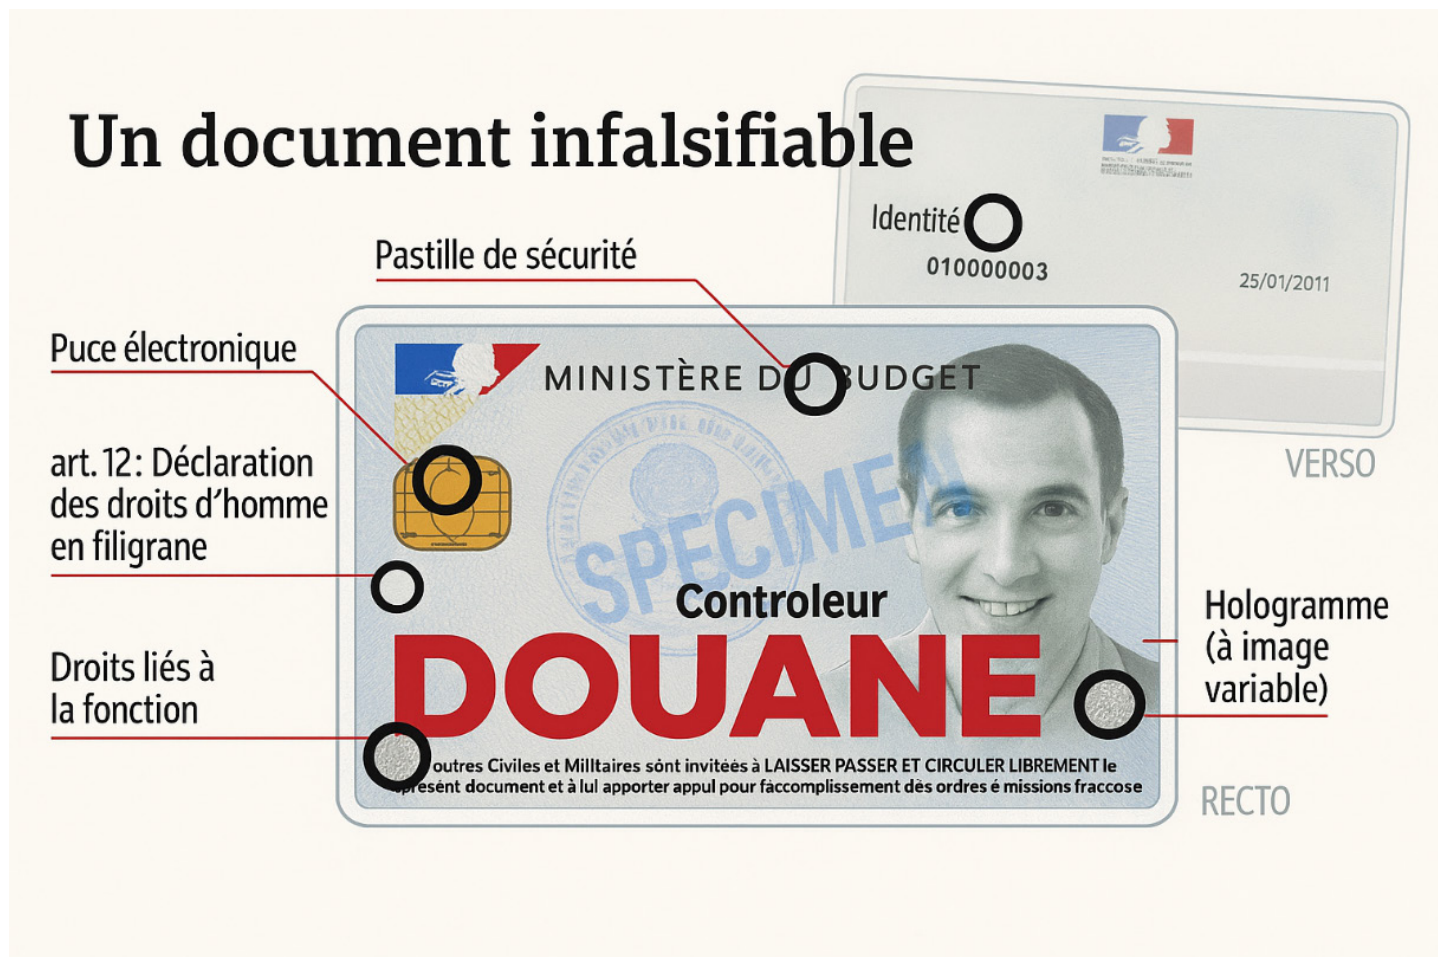 Un document infalsifiable
Identité
010000003
25/01/2011
VERSO
Pastille de sécurité
Puce électronique
art. 12: Déclaration
des droits d'homme
en filigrane
Droits liés à
la fonction
MINISTÈRE DU BUDGET
SPECIMEN
Controleur
DOUANE
outres Civiles et Milltaires sont invitéés à LAISSER PASSER ET CIRCULER LIBREMENT le
présent document et à lul apporter appul pour fáccomplissement dès ordres é missions fraccose
Hologramme
(à image
variable)
RECTO